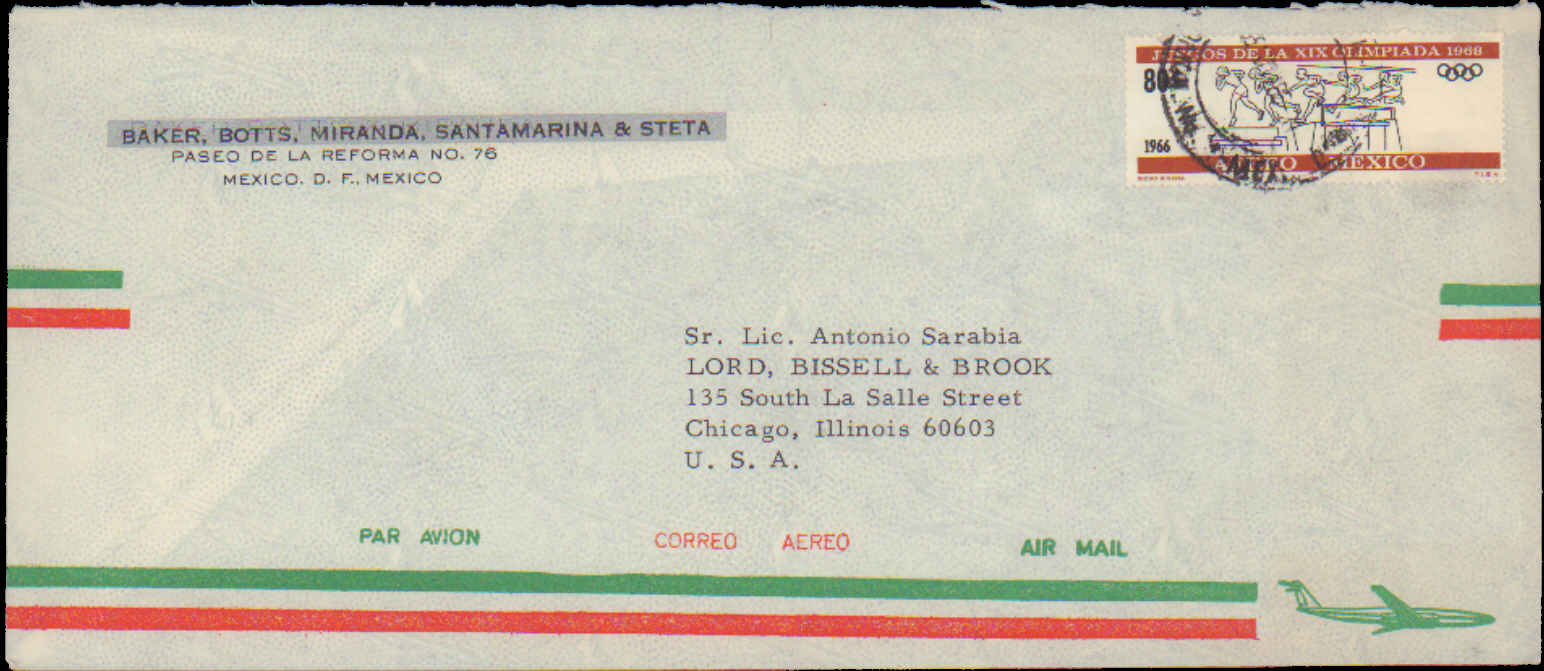 BAKER, BOTTS, MIRANDA, SANTAMARINA & STETA
PASEO DE LA REFORMA NO. 76
MEXICO, D. F., MEXICO
JUEGOS DE LA XIX OLIMPIADA 1968
80
1966
AEREO MEXICO
Sr. Lic. Antonio Sarabia
LORD, BISSELL & BROOK
135 South La Salle Street
Chicago, Illinois 60603
U. S. A.
PAR AVION CORREO AEREO AIR MAIL